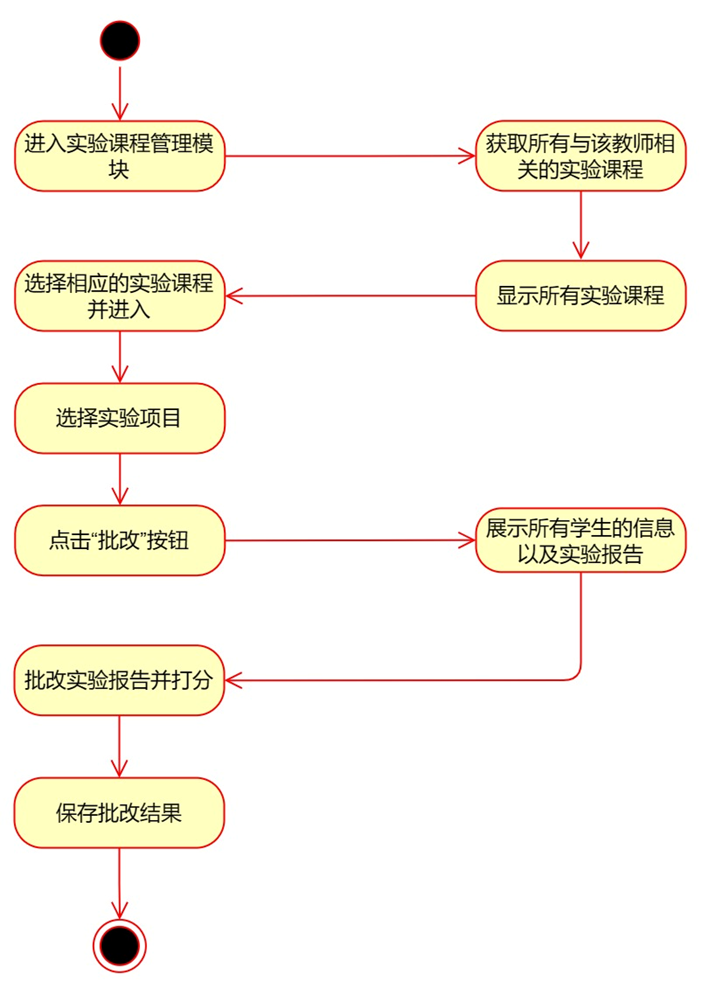 进入实验课程管理模
块
获取所有与该教师相
关的实验课程
选择相应的实验课程
并进入
显示所有实验课程
选择实验项目
点击“批改”按钮
展示所有学生的信息
以及实验报告
批改实验报告并打分
保存批改结果